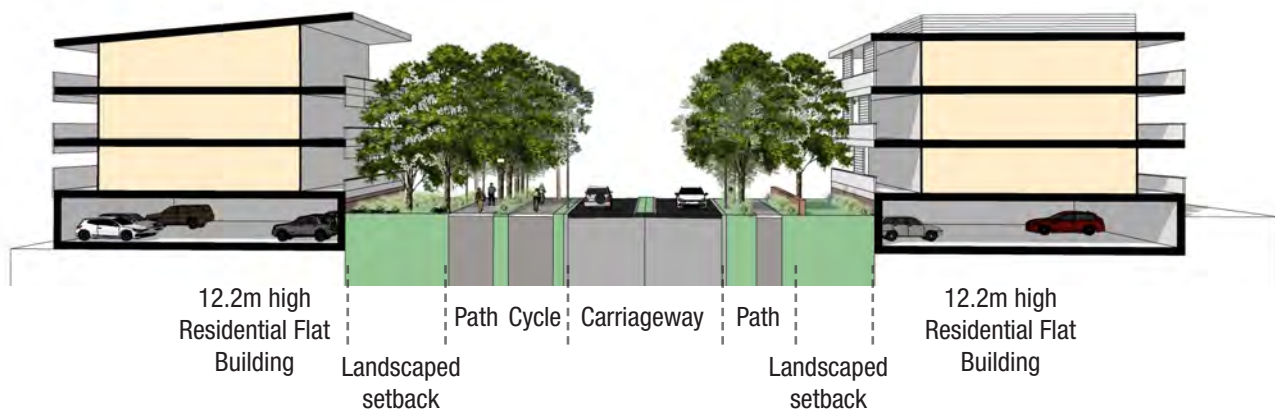 12.2m high
Residential Flat
Building
Landscaped
setback
Path Cycle Carriageway Path
Landscaped
setback
12.2m high
Residential Flat
Building